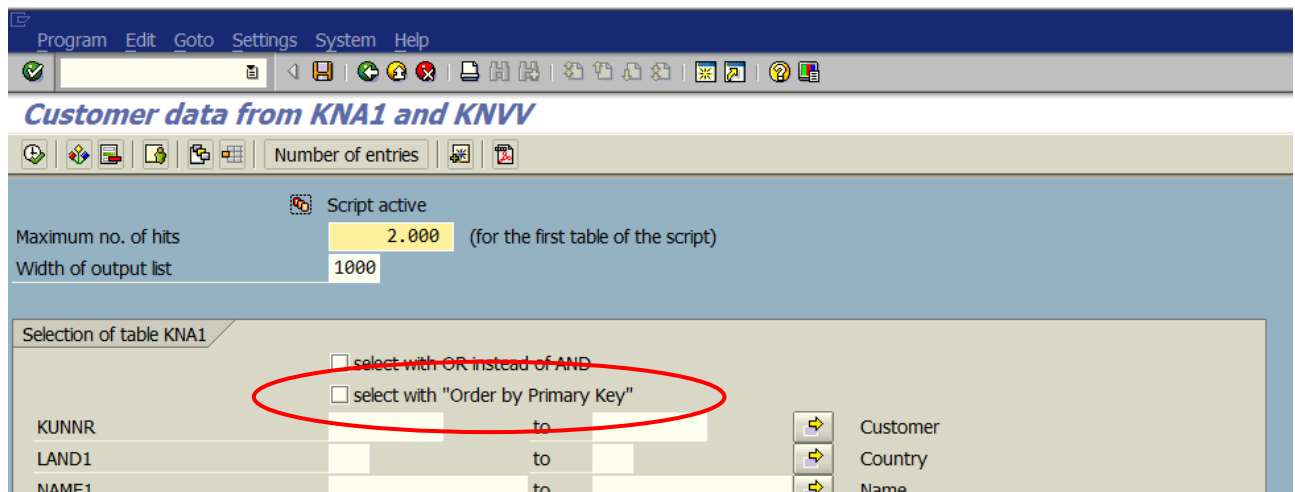 Program Edit Goto Settings System Help
Customer data from KNA1 and KNVV
Number of entries
Script active
Maximum no. of hits 2.000 (for the first table of the script)
Width of output list 1000
Selection of table KNA1
select with OR instead of AND
select with "Order by Primary Key"
KUNNR to Customer
LAND1 to Country
NAME1 to Name